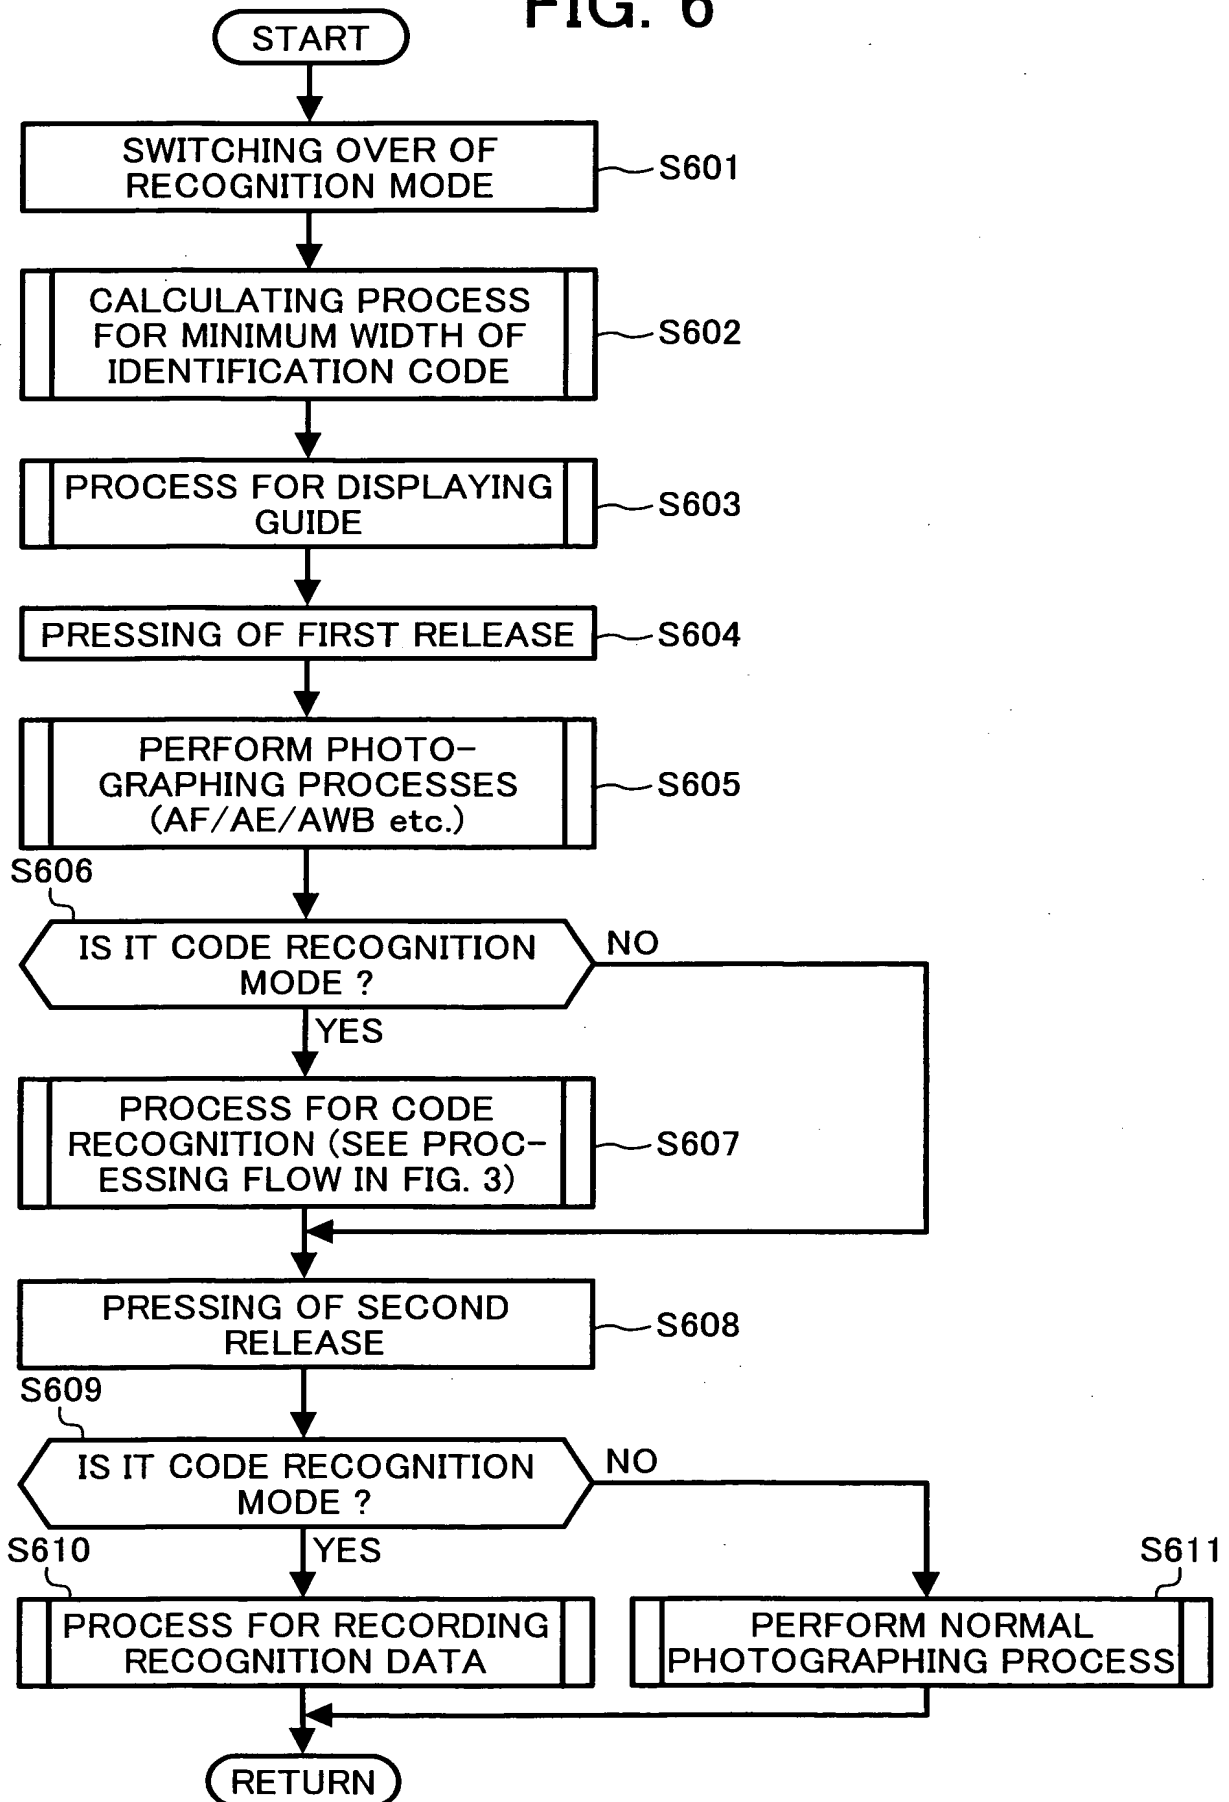 FIG. 6
START
SWITCHING OVER OF
RECOGNITION MODE
S601
CALCULATING PROCESS
FOR MINIMUM WIDTH OF
IDENTIFICATION CODE
S602
PROCESS FOR DISPLAYING
GUIDE
S603
PRESSING OF FIRST RELEASE
S604
PERFORM PHOTO-
GRAPHING PROCESSES
(AF/AE/AWB etc.)
S605
S606
IS IT CODE RECOGNITION
MODE ?
NO
YES
PROCESS FOR CODE
RECOGNITION (SEE PROC-
ESSING FLOW IN FIG. 3)
S607
PRESSING OF SECOND
RELEASE
S608
S609
IS IT CODE RECOGNITION
MODE ?
NO
YES
S610
PROCESS FOR RECORDING
RECOGNITION DATA
S611
PERFORM NORMAL
PHOTOGRAPHING PROCESS
RETURN